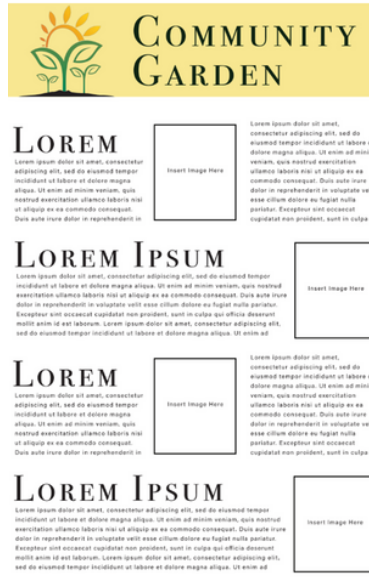 COMMUNITY
GARDEN
LOREM
Lorem ipsum dolor sit amet, consectetur
adipiscing elit, sed do eiusmod tempor
incididunt ut labore et dolore magna
aliqua. Ut enim ad minim veniam, quis
nostrud exercitation ullamco laboris nisi
ut aliquip ex ea commodo consequat.
Duis aute irure dolor in reprehenderit in
Insert Image Here
Lorem ipsum dolor sit amet,
consectetur adipiscing elit, sed do
eiusmod tempor incididunt ut labore
dolore magna aliqua. Ut enim ad mini
veniam, quis nostrud exercitation
ullamco laboris nisi ut aliquip ex ea
commodo consequat. Duis aute irure
dolor in reprehenderit in voluptate ve
esse cillum dolore eu fugiat nulla
pariatur. Excepteur sint occaecat
cupidatat non proident, sunt in culpa
LOREM IPSUM
Lorem ipsum dolor sit amet, consectetur adipiscing elit, sed do eiusmod tempor
incididunt ut labore et dolore magna aliqua. Ut enim ad minim veniam, quis nostrud
exercitation ullamco laboris nisi ut aliquip ex ea commodo consequat. Duis aute irure
dolor in reprehenderit in voluptate velit esse cillum dolore eu fugiat nulla pariatur.
Excepteur sint occaecat cupidatat non proident, sunt in culpa qui officia deserunt
mollit anim id est laborum. Lorem ipsum dolor sit amet, consectetur adipiscing elit,
sed do eiusmod tempor incididunt ut labore et dolore magna aliqua. Ut enim ad
Insert Image Here
LOREM
Lorem ipsum dolor sit amet, consectetur
adipiscing elit, sed do eiusmod tempor
incididunt ut labore et dolore magna
aliqua. Ut enim ad minim veniam, quis
nostrud exercitation ullamco laboris nisi
ut aliquip ex ea commodo consequat.
Duis aute irure dolor in reprehenderit in
Insert Image Here
Lorem ipsum dolor sit amet,
consectetur adipiscing elit, sed do
eiusmod tempor incididunt ut labore
dolore magna aliqua. Ut enim ad mini
veniam, quis nostrud exercitation
ullamco laboris nisi ut aliquip ex ea
commodo consequat. Duis aute irure
dolor in reprehenderit in voluptate ve
esse cillum dolore eu fugiat nulla
pariatur. Excepteur sint occaecat
cupidatat non proident, sunt in culpa
LOREM IPSUM
Lorem ipsum dolor sit amet, consectetur adipiscing elit, sed do eiusmod tempor
incididunt ut labore et dolore magna aliqua. Ut enim ad minim veniam, quis nostrud
exercitation ullamco laboris nisi ut aliquip ex ea commodo consequat. Duis aute irure
dolor in reprehenderit in voluptate velit esse cillum dolore eu fugiat nulla pariatur.
Excepteur sint occaecat cupidatat non proident, sunt in culpa qui officia deserunt
mollit anim id est laborum. Lorem ipsum dolor sit amet, consectetur adipiscing elit,
sed do eiusmod tempor incididunt ut labore et dolore magna aliqua. Ut enim ad
Insert Image Here